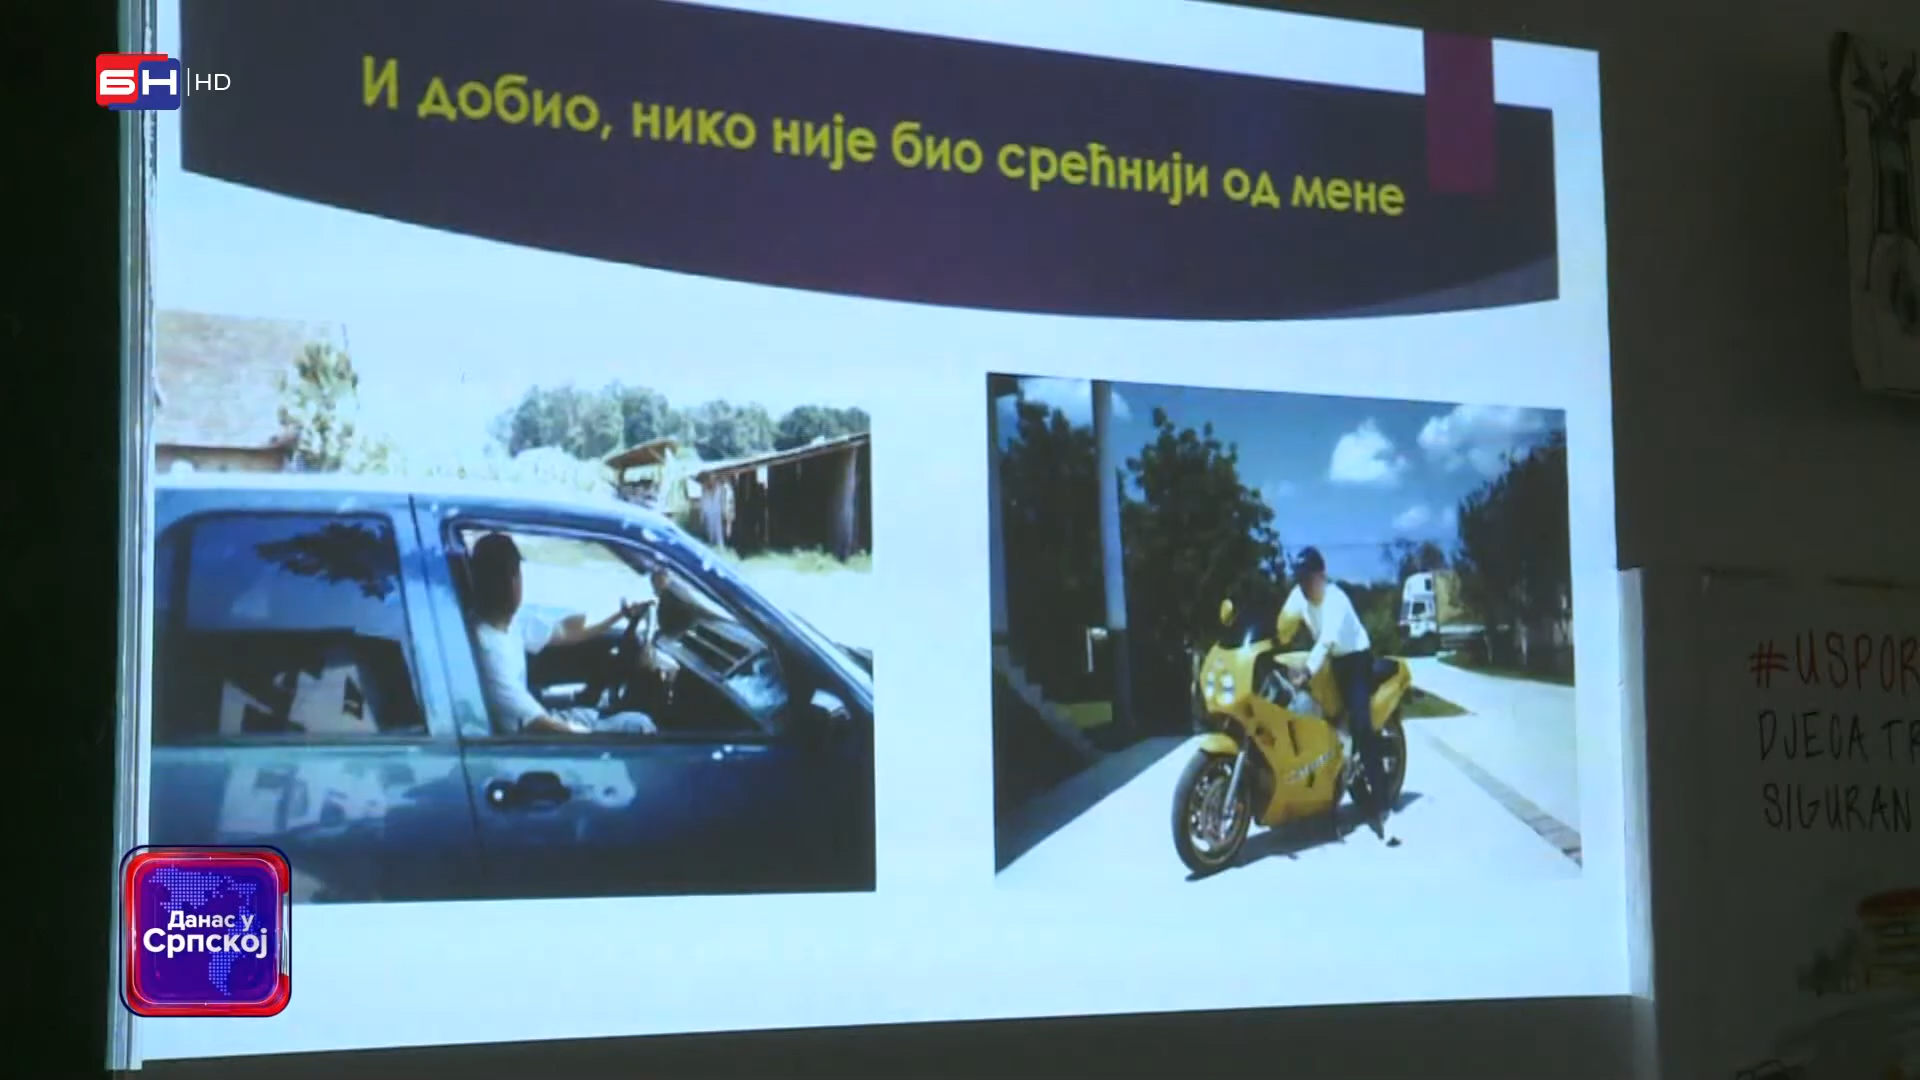 БН HD
И добио, нико није био срећнији од мене
#USPOR
DJECA TR
SIGURAN
Данас у
Српској